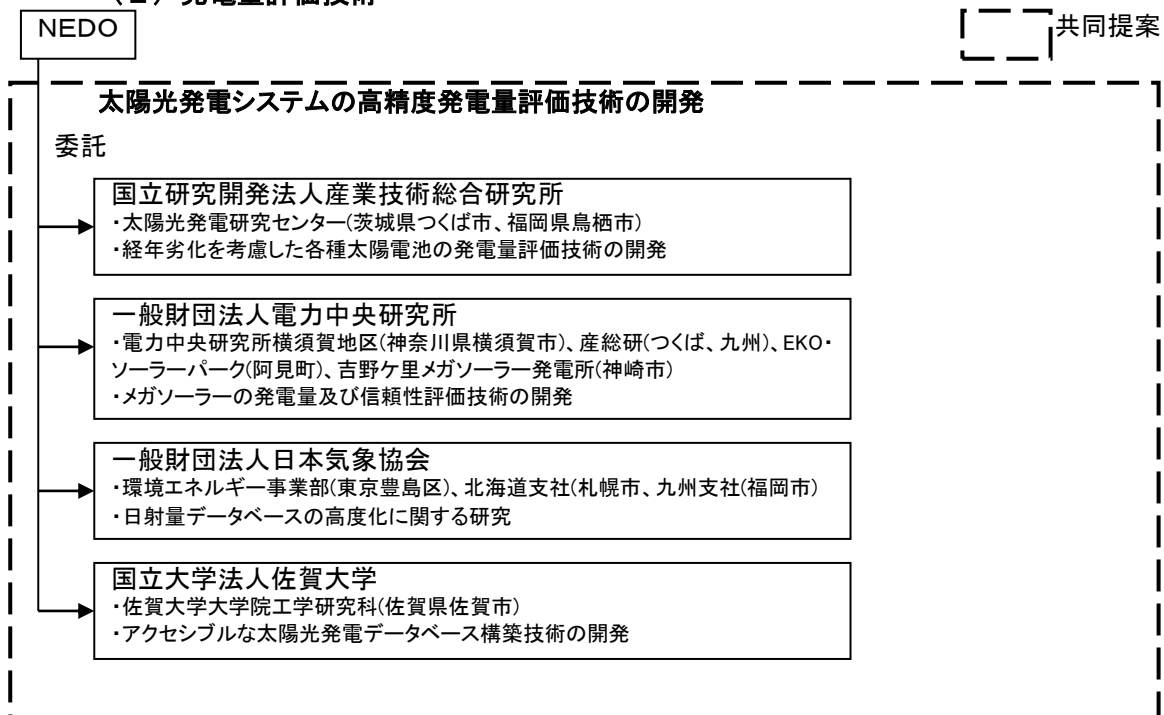 (2) 発電量評価技術
NEDO
共同提案
太陽光発電システムの高精度発電量評価技術の開発
委託
国立研究開発法人産業技術総合研究所
・太陽光発電研究センター(茨城県つくば市、福岡県鳥栖市)
・経年劣化を考慮した各種太陽電池の発電量評価技術の開発
一般財団法人電力中央研究所
・電力中央研究所横須賀地区(神奈川県横須賀市)、産総研(つくば、九州)、EKO・
ソーラーパーク(阿見町)、吉野ケ里メガソーラー発電所(神崎市)
・メガソーラーの発電量及び信頼性評価技術の開発
一般財団法人日本気象協会
・環境エネルギー事業部(東京豊島区)、北海道支社(札幌市、九州支社(福岡市)
・日射量データベースの高度化に関する研究
国立大学法人佐賀大学
・佐賀大学大学院工学研究科(佐賀県佐賀市)
・アクセシブルな太陽光発電データベース構築技術の開発